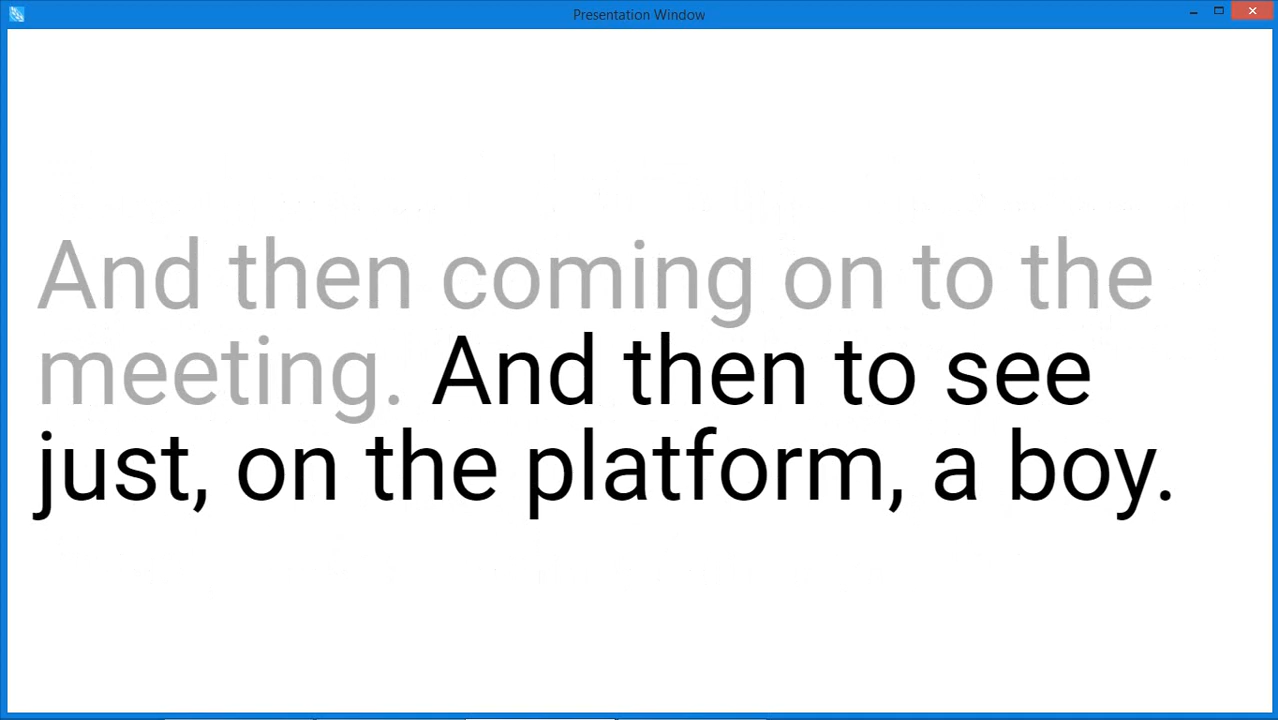 Presentation Window
And then coming on to the
meeting. And then to see
just, on the platform, a boy.